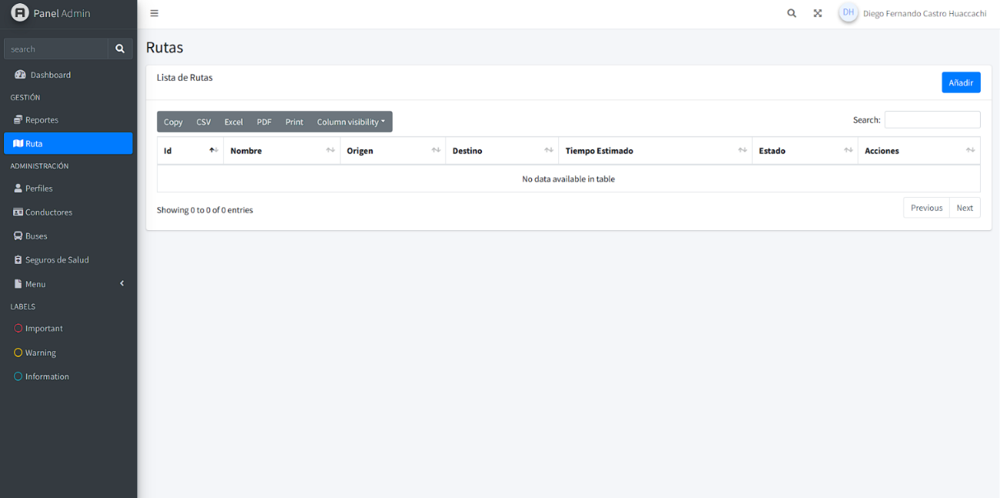 Panel Admin
DH Diego Fernando Castro Huaccachi
search
Dashboard
GESTIÓN
Reportes
Ruta
ADMINISTRACIÓN
Perfiles
Conductores
Buses
Seguros de Salud
Menu
LABELS
Important
Warning
Information
Rutas
Lista de Rutas
Añadir
Copy CSV Excel PDF Print Column visibility
Search:
Id Nombre Origen Destino Tiempo Estimado Estado Acciones
No data available in table
Showing 0 to 0 of 0 entries
Previous Next